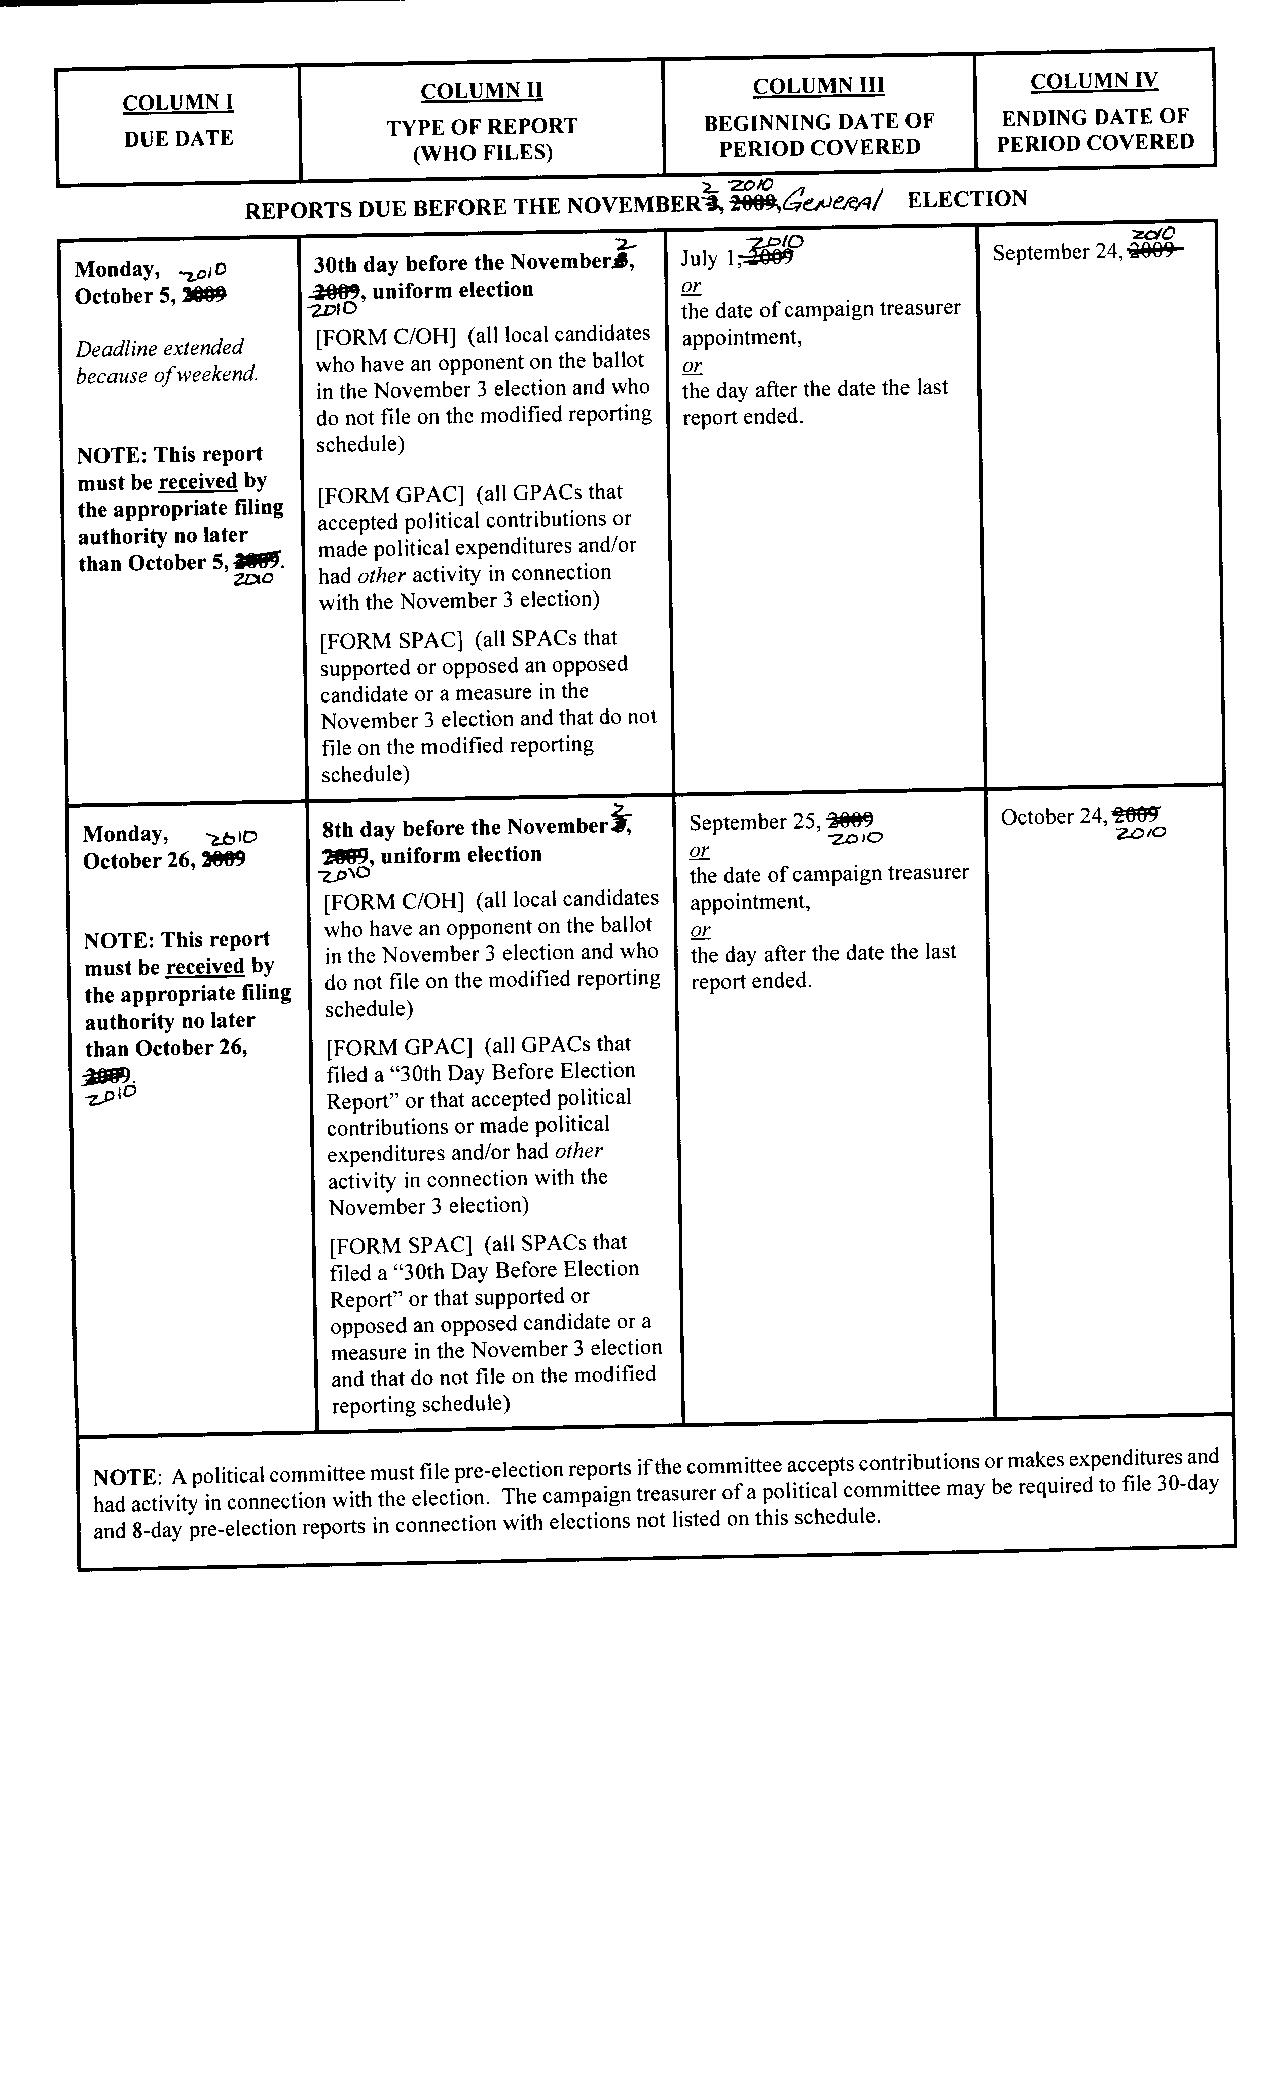 COLUMN I
DUE DATE
COLUMN II
TYPE OF REPORT
(WHO FILES)
COLUMN III
BEGINNING DATE OF
PERIOD COVERED
COLUMN IV
ENDING DATE OF
PERIOD COVERED
2 2010
REPORTS DUE BEFORE THE NOVEMBER 3, 2009, General ELECTION
Monday, 2010
October 5, 2009
Deadline extended
because of weekend.
NOTE: This report
must be received by
the appropriate filing
authority no later
than October 5, 2009.
2010
2
30th day before the November 3,
2009, uniform election
2010
[FORM C/OH] (all local candidates
who have an opponent on the ballot
in the November 3 election and who
do not file on the modified reporting
schedule)
[FORM GPAC] (all GPACs that
accepted political contributions or
made political expenditures and/or
had other activity in connection
with the November 3 election)
[FORM SPAC] (all SPACs that
supported or opposed an opposed
candidate or a measure in the
November 3 election and that do not
file on the modified reporting
schedule)
2010
July 1, 2009
or
the date of campaign treasurer
appointment,
or
the day after the date the last
report ended.
2010
September 24, 2009
Monday, 2010
October 26, 2009
NOTE: This report
must be received by
the appropriate filing
authority no later
than October 26,
2009.
2010
2
8th day before the November 3,
2009, uniform election
2010
[FORM C/OH] (all local candidates
who have an opponent on the ballot
in the November 3 election and who
do not file on the modified reporting
schedule)
[FORM GPAC] (all GPACs that
filed a “30th Day Before Election
Report” or that accepted political
contributions or made political
expenditures and/or had other
activity in connection with the
November 3 election)
[FORM SPAC] (all SPACs that
filed a “30th Day Before Election
Report” or that supported or
opposed an opposed candidate or a
measure in the November 3 election
and that do not file on the modified
reporting schedule)
September 25, 2009
2010
or
the date of campaign treasurer
appointment,
or
the day after the date the last
report ended.
October 24, 2009
2010
NOTE: A political committee must file pre-election reports if the committee accepts contributions or makes expenditures and
had activity in connection with the election. The campaign treasurer of a political committee may be required to file 30-day
and 8-day pre-election reports in connection with elections not listed on this schedule.